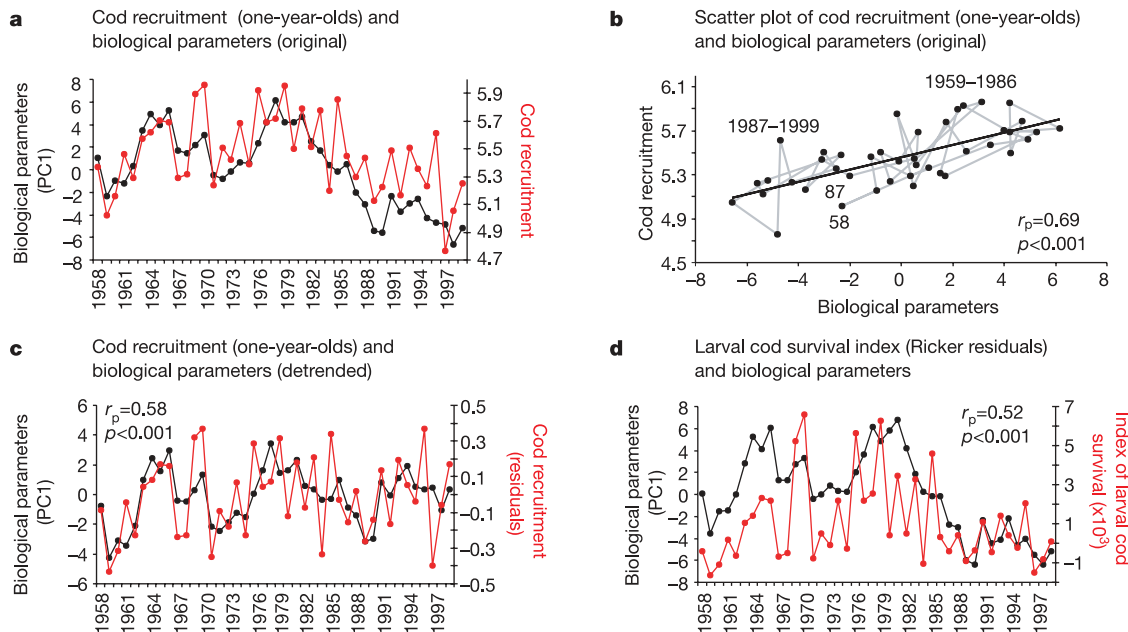 a Cod recruitment (one-year-olds) and
biological parameters (original)
Biological parameters
(PC1)
8
6
4
2
0
−2
−4
−6
−8
5.9
5.7
5.5
5.3
5.1
4.9
4.7
Cod recruitment
1958 1961 1964 1967 1970 1973 1976 1979 1982 1985 1988 1991 1994 1997
b Scatter plot of cod recruitment (one-year-olds)
and biological parameters (original)
Cod recruitment
6.1
5.7
5.3
4.9
4.5
1959–1986
1987–1999
87
58
rp=0.69
p<0.001
−8 −6 −4 −2 0 2 4 6 8
Biological parameters
c Cod recruitment (one-year-olds) and
biological parameters (detrended)
Biological parameters
(PC1)
6
4
2
0
−2
−4
−6
rp=0.58
p<0.001
0.5
0.3
0.1
−0.1
−0.3
−0.5
Cod recruitment
(residuals)
1958 1961 1964 1967 1970 1973 1976 1979 1982 1985 1988 1991 1994 1997
d Larval cod survival index (Ricker residuals)
and biological parameters
Biological parameters
(PC1)
8
6
4
2
0
−2
−4
−6
−8
rp=0.52
p<0.001
7
5
3
1
−1
Index of larval cod
survival (×10³)
1958 1961 1964 1967 1970 1973 1976 1979 1982 1985 1988 1991 1994 1997